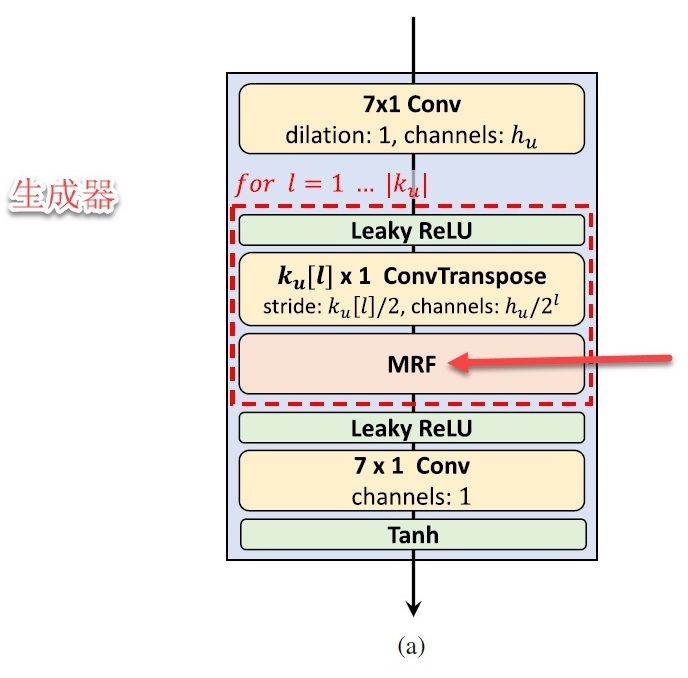 7x1 Conv
dilation: 1, channels: h_u
生成器
for l = 1 … |k_u|
Leaky ReLU
k_u[l] x 1 ConvTranspose
stride: k_u[l]/2, channels: h_u/2^l
MRF
Leaky ReLU
7 x 1 Conv
channels: 1
Tanh
(a)